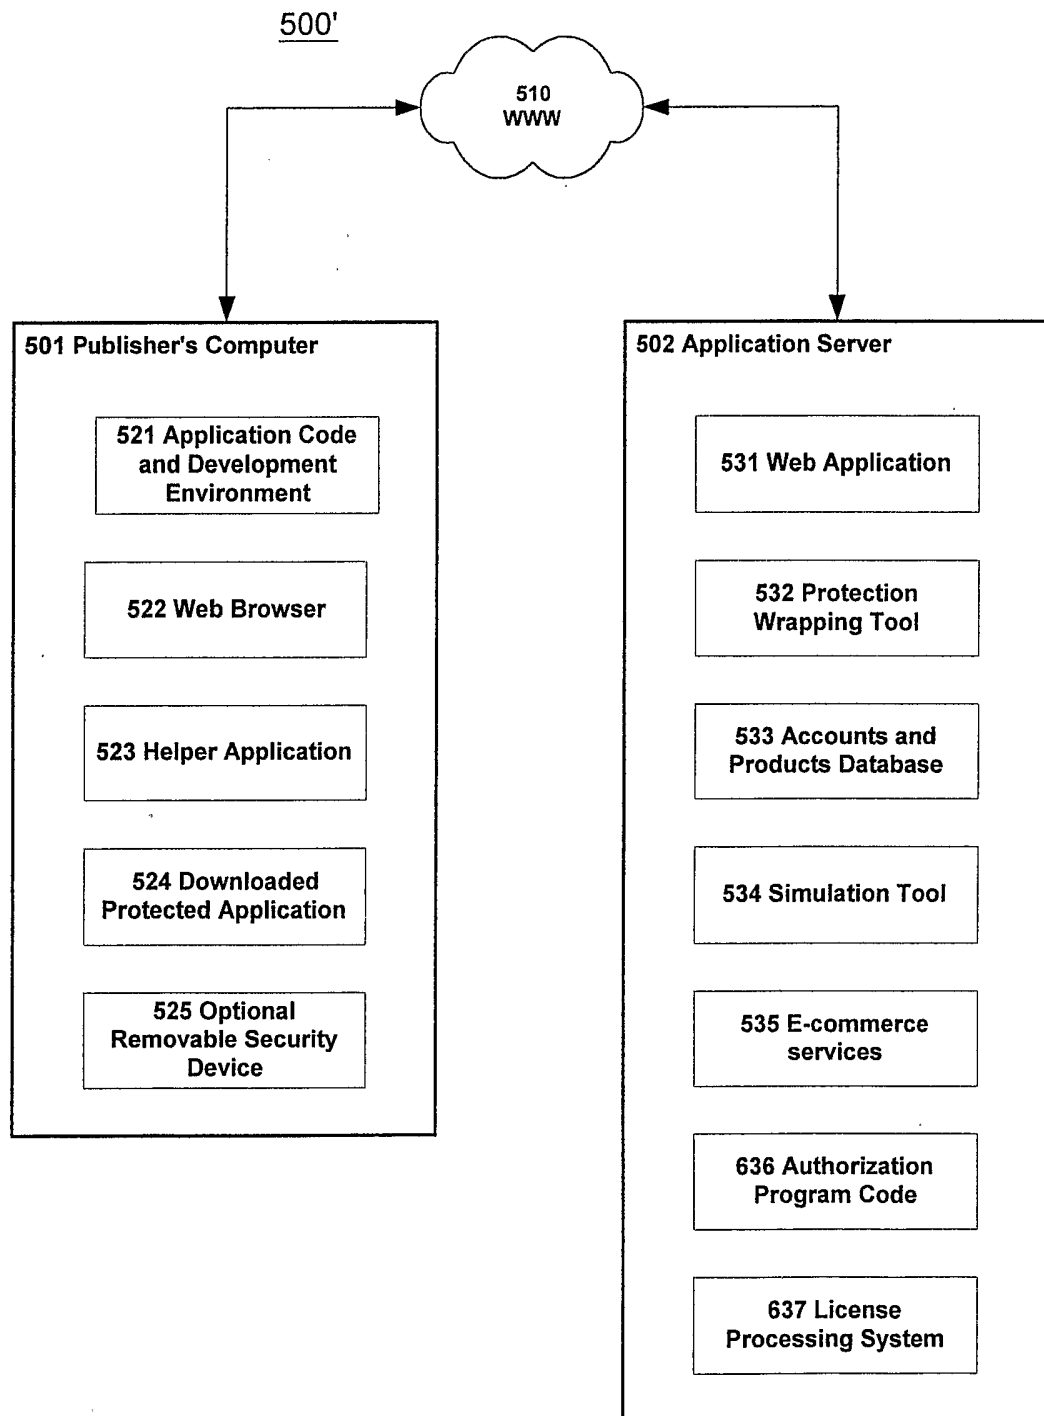 500'
510
WWW
501 Publisher's Computer
521 Application Code
and Development
Environment
522 Web Browser
523 Helper Application
524 Downloaded
Protected Application
525 Optional
Removable Security
Device
502 Application Server
531 Web Application
532 Protection
Wrapping Tool
533 Accounts and
Products Database
534 Simulation Tool
535 E-commerce
services
636 Authorization
Program Code
637 License
Processing System